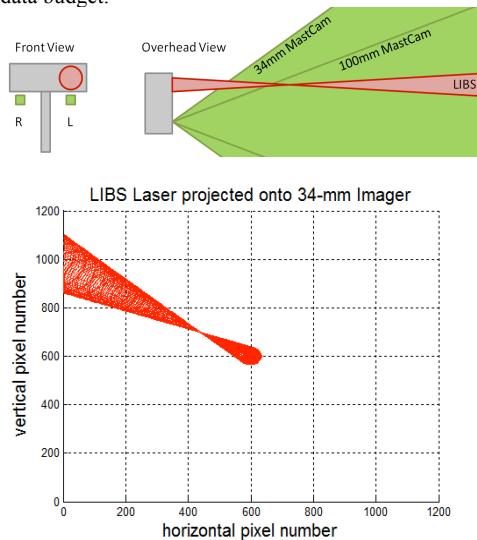 data budget.
Front View
Overhead View
34mm MastCam
100mm MastCam
LIBS
R
L
LIBS Laser projected onto 34-mm Imager
vertical pixel number
1200
1000
800
600
400
200
0
0 200 400 600 800 1000 1200
horizontal pixel number